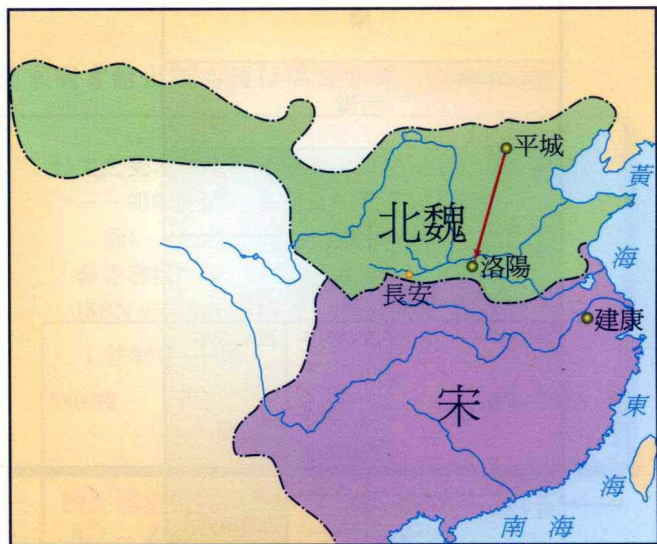 平城
黃
北魏
洛陽
海
長安
建康
宋
東
海
南海